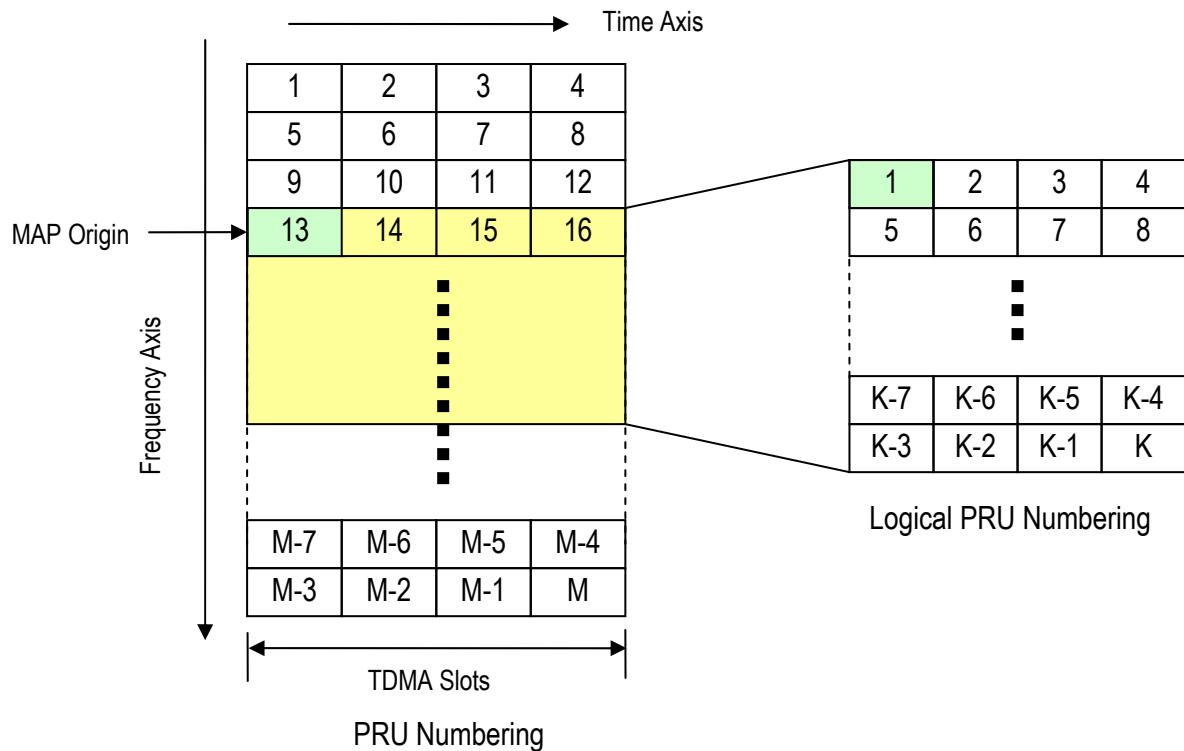 Time Axis
1 2 3 4
5 6 7 8
9 10 11 12
MAP Origin
13 14 15 16
Frequency Axis
M-7 M-6 M-5 M-4
M-3 M-2 M-1 M
TDMA Slots
PRU Numbering
1 2 3 4
5 6 7 8
K-7 K-6 K-5 K-4
K-3 K-2 K-1 K
Logical PRU Numbering